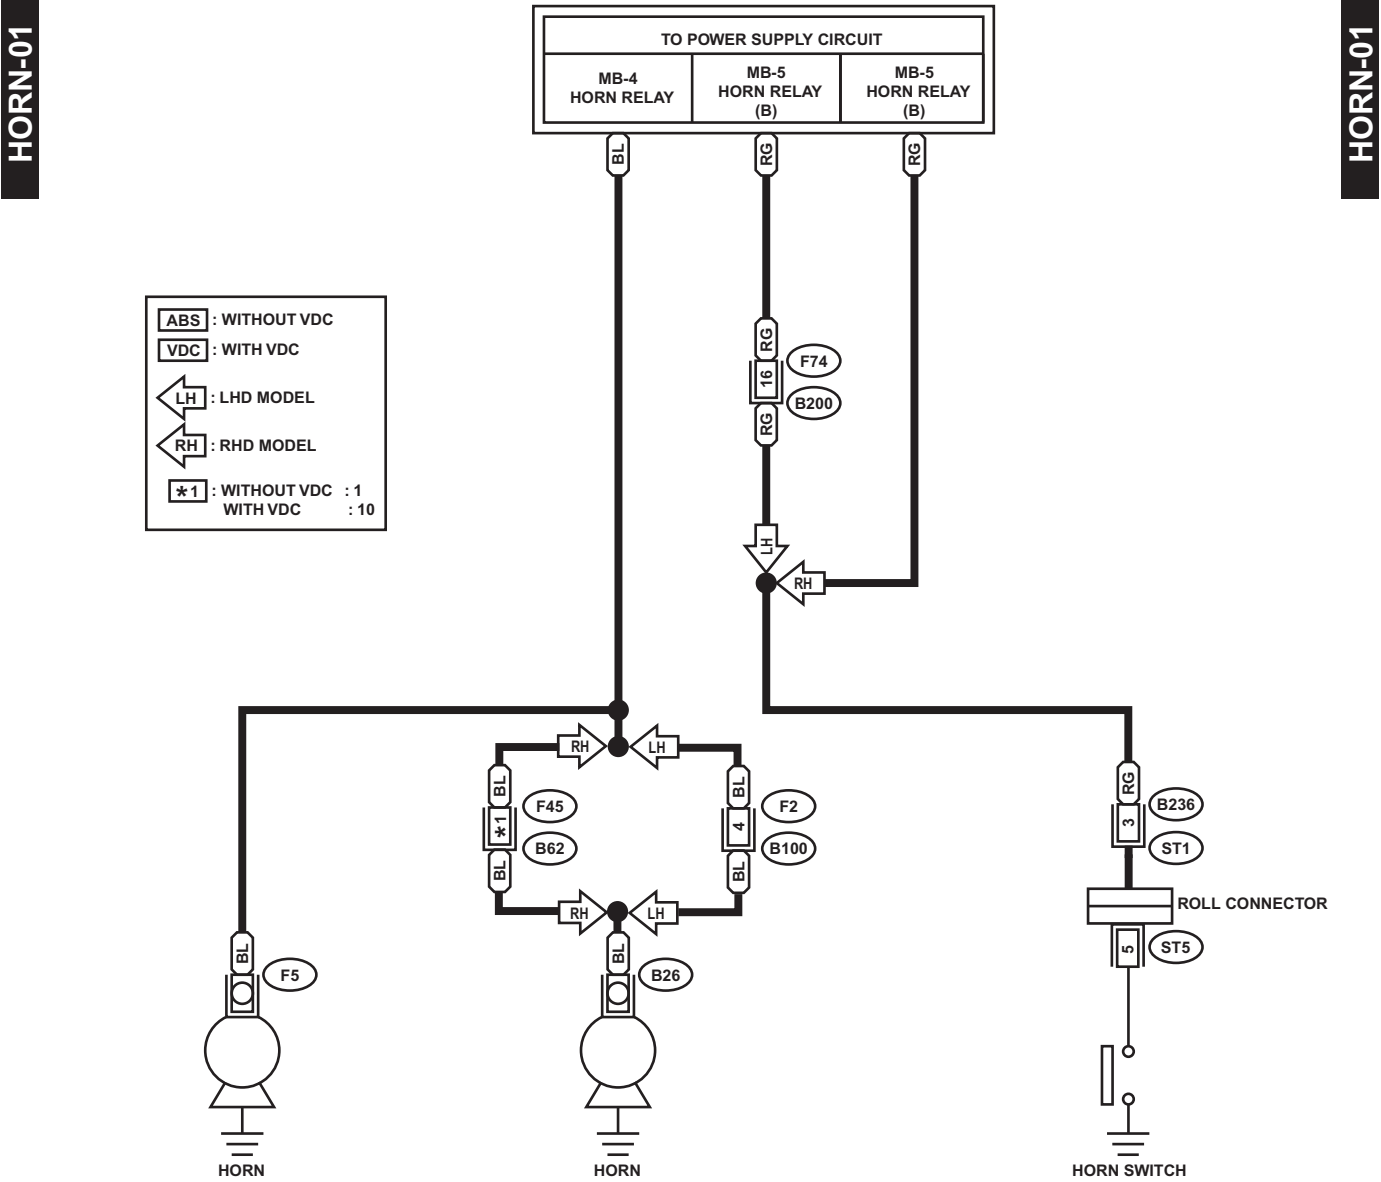 HORN-01
HORN-01
TO POWER SUPPLY CIRCUIT
MB-4
HORN RELAY
MB-5
HORN RELAY
(B)
MB-5
HORN RELAY
(B)
BL
RG
RG
ABS : WITHOUT VDC
VDC : WITH VDC
LH : LHD MODEL
RH : RHD MODEL
*1 : WITHOUT VDC : 1
WITH VDC : 10
RG
F74
16
B200
RG
LH
RH
RH
LH
BL
BL
RG
F45
F2
B236
*1
4
3
B62
B100
ST1
BL
BL
RH
LH
ROLL CONNECTOR
BL
BL
5
ST5
F5
B26
HORN
HORN
HORN SWITCH